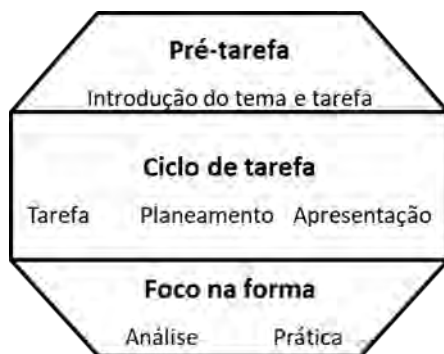 Pré-tarefa
Introdução do tema e tarefa
Ciclo de tarefa
Tarefa Planeamento Apresentação
Foco na forma
Análise Prática